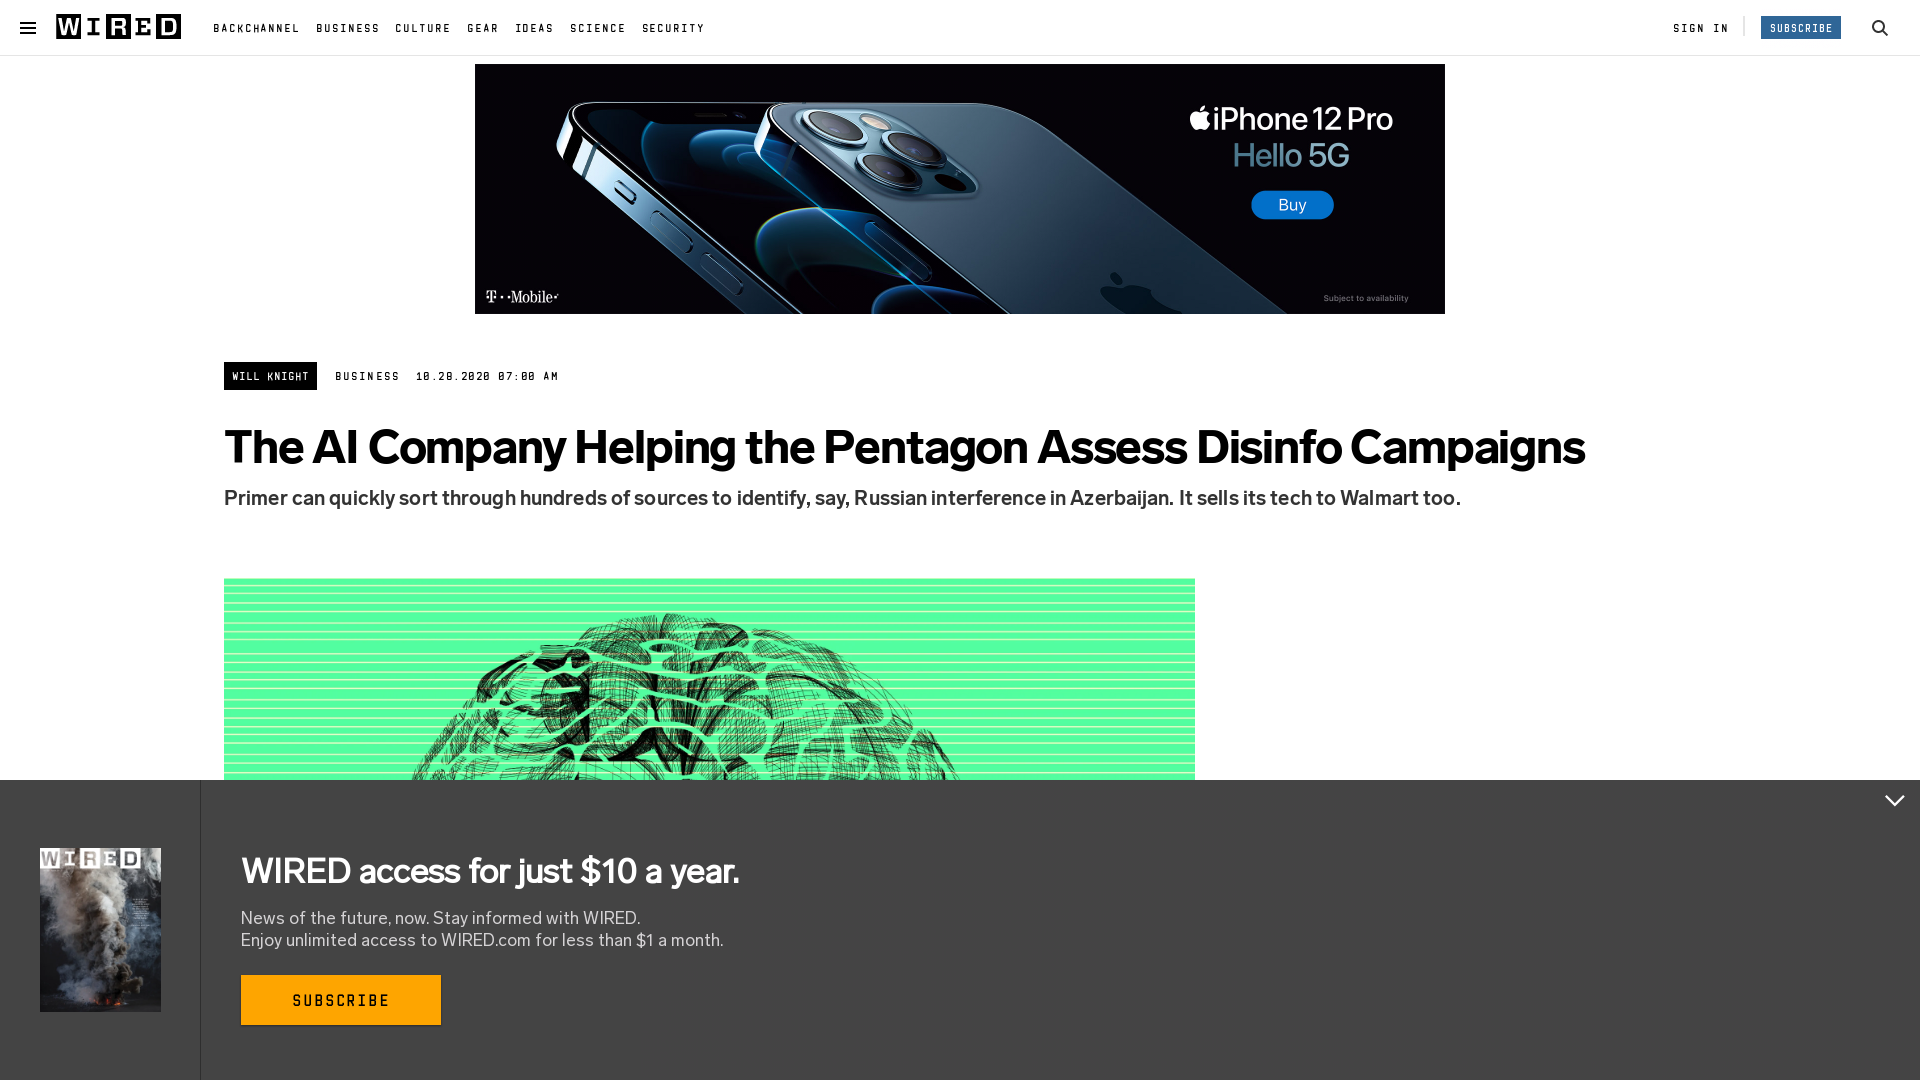 WIRED
BACKCHANNEL BUSINESS CULTURE GEAR IDEAS SCIENCE SECURITY
SIGN IN
SUBSCRIBE
iPhone 12 Pro
Hello 5G
Buy
T··Mobile·
Subject to availability
WILL KNIGHT
BUSINESS 10.20.2020 07:00 AM
The AI Company Helping the Pentagon Assess Disinfo Campaigns
Primer can quickly sort through hundreds of sources to identify, say, Russian interference in Azerbaijan. It sells its tech to Walmart too.
WIRED
WIRED access for just $10 a year.
News of the future, now. Stay informed with WIRED.
Enjoy unlimited access to WIRED.com for less than $1 a month.
SUBSCRIBE